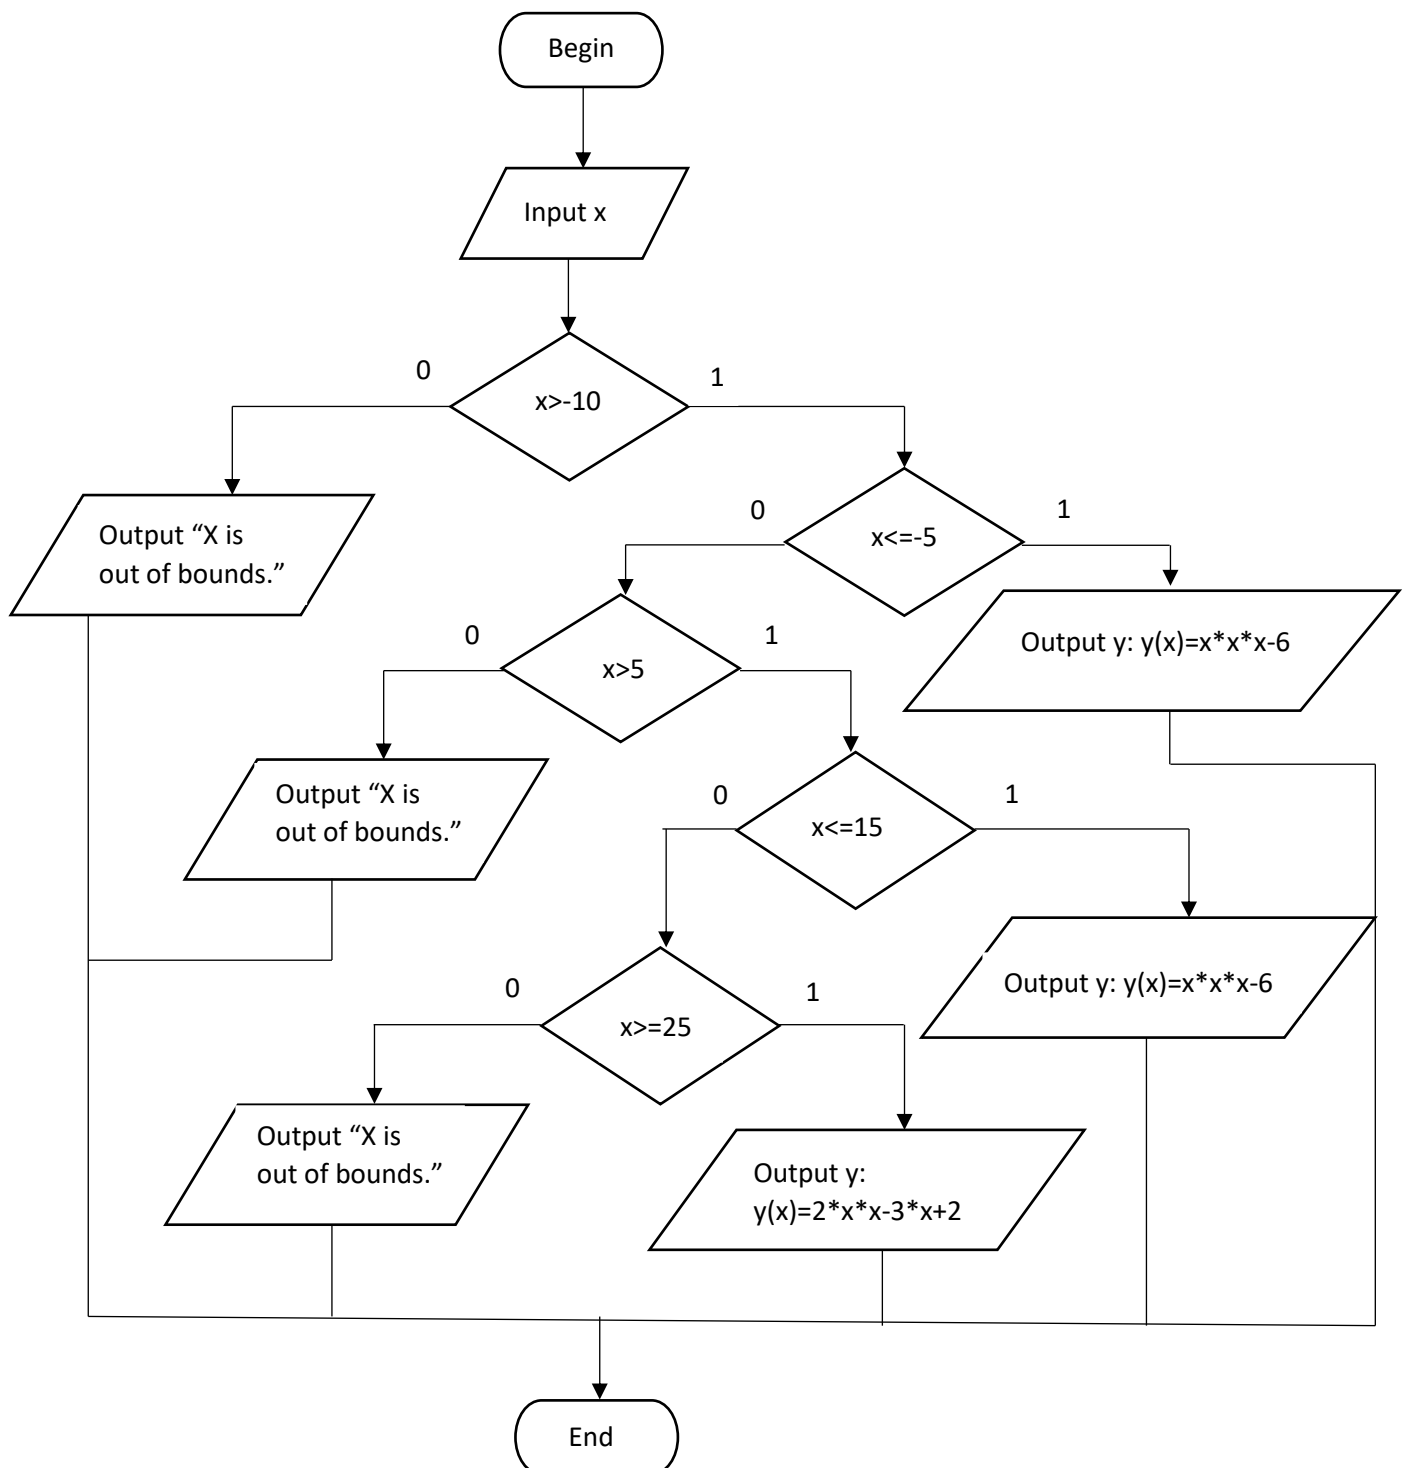 Begin
Input x
0
1
x>-10
0
1
Output “X is
out of bounds.”
x<=-5
0
1
x>5
Output y: y(x)=x*x*x-6
0
1
Output “X is
out of bounds.”
x<=15
0
1
x>=25
Output y: y(x)=x*x*x-6
Output “X is
out of bounds.”
Output y:
y(x)=2*x*x-3*x+2
End